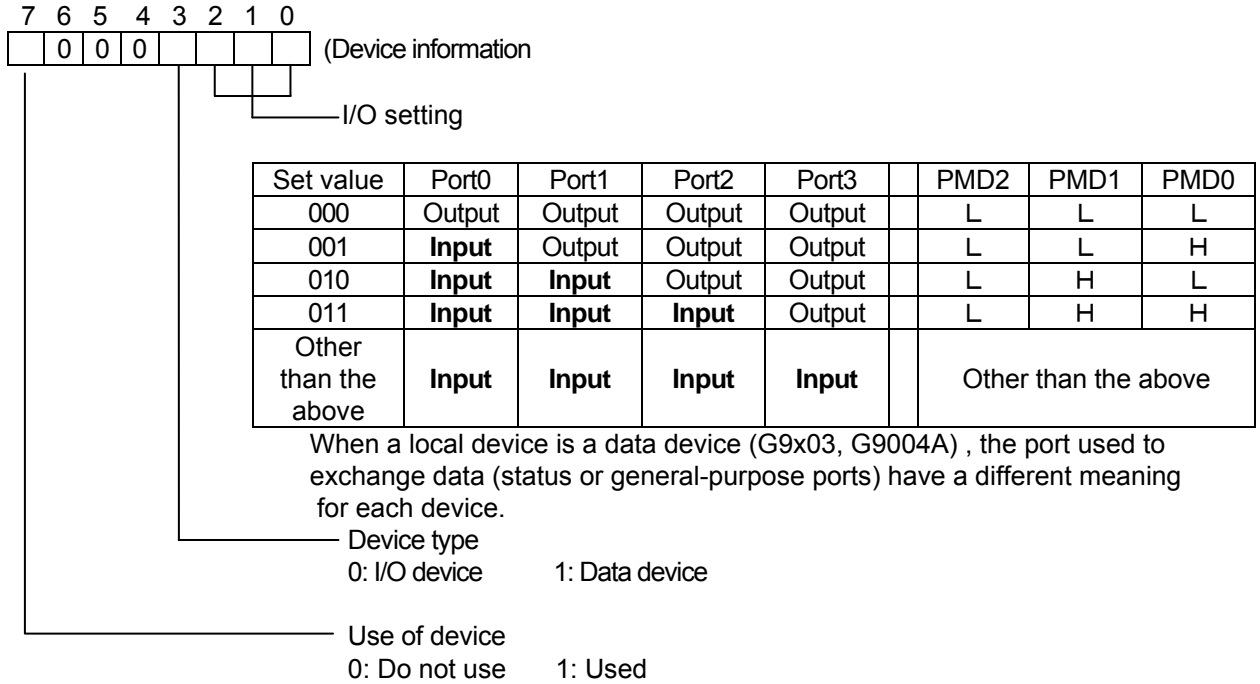 7 6 5 4 3 2 1 0
0 0 0 (Device information
I/O setting
Set value Port0 Port1 Port2 Port3 PMD2 PMD1 PMD0
000 Output Output Output Output L L L
001 Input Output Output Output L L H
010 Input Input Output Output L H L
011 Input Input Input Output L H H
Other
than the
above
Input Input Input Input Other than the above
When a local device is a data device (G9x03, G9004A) , the port used to
exchange data (status or general-purpose ports) have a different meaning
for each device.
Device type
0: I/O device 1: Data device
Use of device
0: Do not use 1: Used